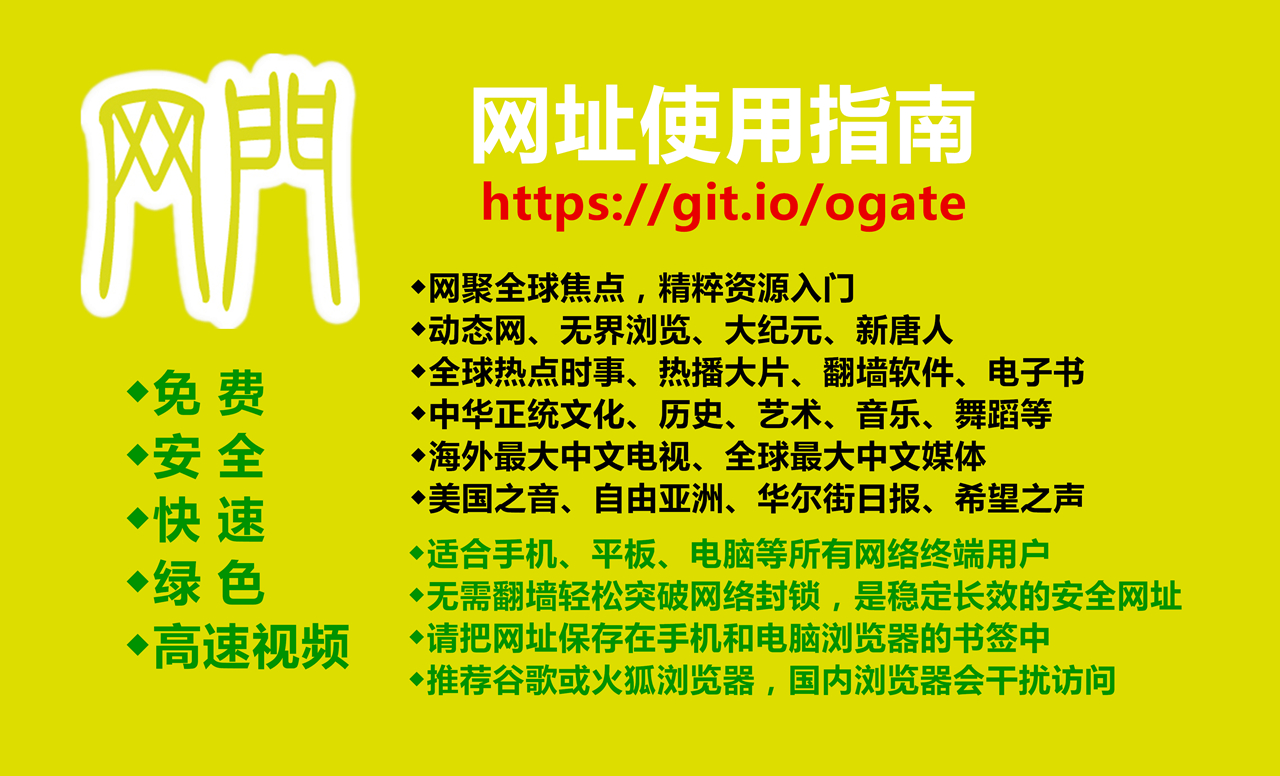 网門
网址使用指南
https://git.io/ogate
◆网聚全球焦点，精粹资源入门
◆动态网、无界浏览、大纪元、新唐人
◆全球热点时事、热播大片、翻墙软件、电子书
◆中华正统文化、历史、艺术、音乐、舞蹈等
◆海外最大中文电视、全球最大中文媒体
◆美国之音、自由亚洲、华尔街日报、希望之声
◆适合手机、平板、电脑等所有网络终端用户
◆无需翻墙轻松突破网络封锁，是稳定长效的安全网址
◆请把网址保存在手机和电脑浏览器的书签中
◆推荐谷歌或火狐浏览器，国内浏览器会干扰访问
◆免 费
◆安 全
◆快 速
◆绿 色
◆高速视频